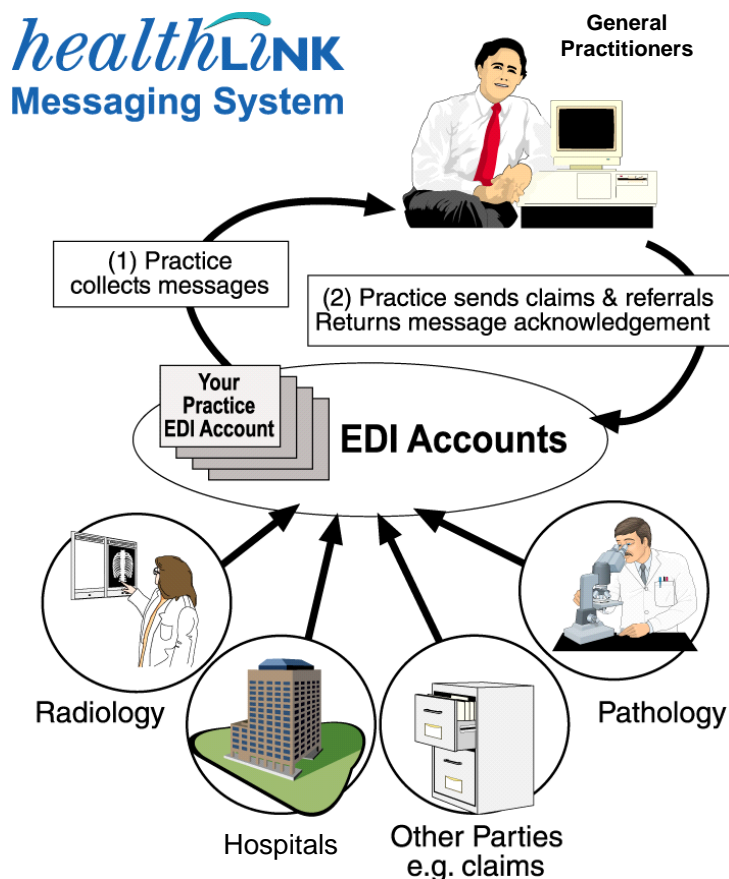 healthLINK
Messaging System
General
Practitioners
(1) Practice
collects messages
(2) Practice sends claims & referrals
Returns message acknowledgement
Your
Practice
EDI Account
EDI Accounts
Radiology
Hospitals
Other Parties
e.g. claims
Pathology